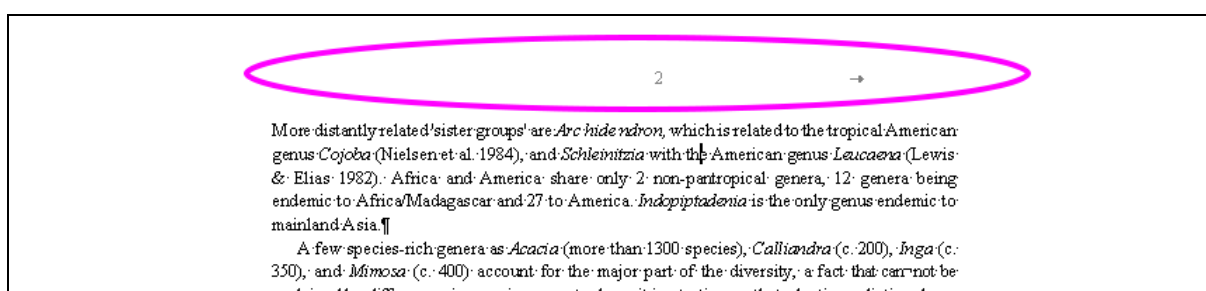 2 →
More distantly related 'sister groups' are Archidendron, which is related to the tropical American
genus Cojoba (Nielsen et al. 1984), and Schleinitzia with the American genus Leucaena (Lewis
& Elias 1982). Africa and America share only 2 non-pantropical genera, 12 genera being
endemic to Africa/Madagascar and 27 to America. Indopiptadenia is the only genus endemic to
mainland Asia.¶
A few species-rich genera as Acacia (more than 1300 species), Calliandra (c. 200), Inga (c.
350), and Mimosa (c. 400) account for the major part of the diversity, a fact that can¬not be